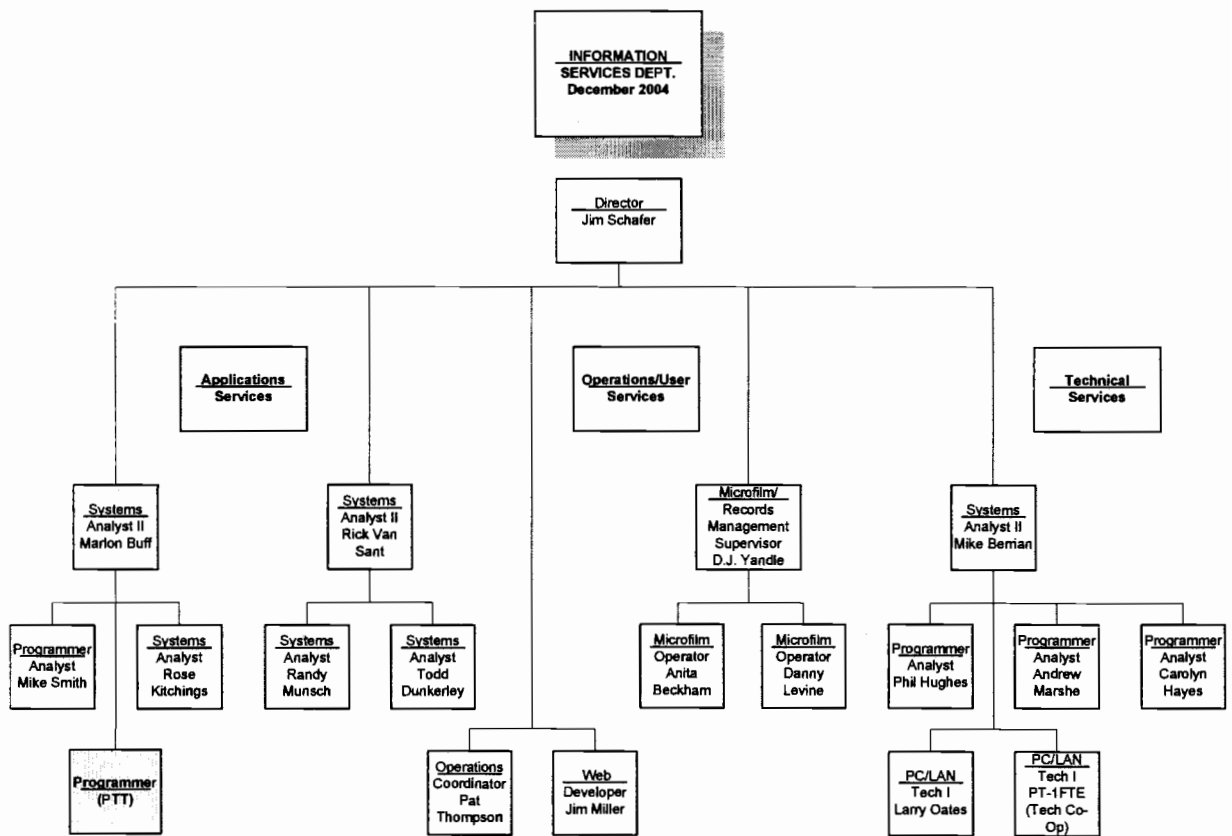 INFORMATION
SERVICES DEPT.
December 2004
Director
Jim Schafer
Applications
Services
Operations/User
Services
Technical
Services
Systems
Analyst II
Marlon Buff
Systems
Analyst II
Rick Van
Sant
Microfilm/
Records
Management
Supervisor
D.J. Yandle
Systems
Analyst II
Mike Berrian
Programmer
Analyst
Mike Smith
Systems
Analyst
Rose
Kitchings
Systems
Analyst
Randy
Munsch
Systems
Analyst
Todd
Dunkerley
Microfilm
Operator
Anita
Beckham
Microfilm
Operator
Danny
Levine
Programmer
Analyst
Phil Hughes
Programmer
Analyst
Andrew
Marshe
Programmer
Analyst
Carolyn
Hayes
Programmer
(PTT)
Operations
Coordinator
Pat
Thompson
Web
Developer
Jim Miller
PC/LAN
Tech I
Larry Oates
PC/LAN
Tech I
PT-1FTE
(Tech Co-
Op)